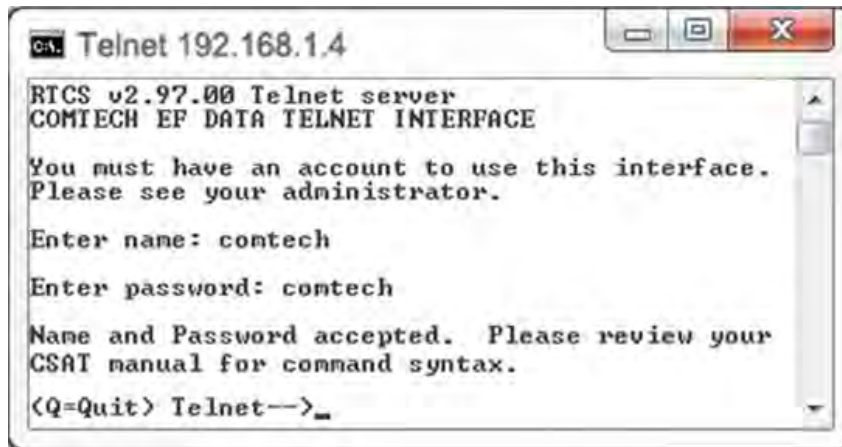 C:\. Telnet 192.168.1.4
RTCS v2.97.00 Telnet server
COMTECH EF DATA TELNET INTERFACE
You must have an account to use this interface.
Please see your administrator.
Enter name: comtech
Enter password: comtech
Name and Password accepted.  Please review your
CSAT manual for command syntax.
(Q=Quit) Telnet-->_